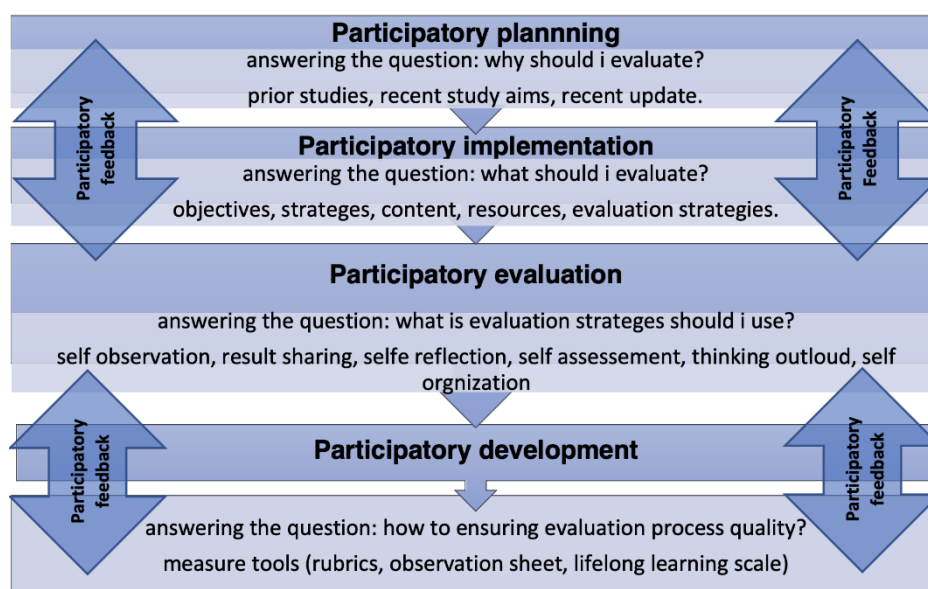 Participatory plannning
answering the question: why should i evaluate?
prior studies, recent study aims, recent update.
Participatory
feedback
Participatory
Feedback
Participatory implementation
answering the question: what should i evaluate?
objectives, strateges, content, resources, evaluation strategies.
Participatory evaluation
answering the question: what is evaluation strateges should i use?
self observation, result sharing, selfe reflection, self assessement, thinking outloud, self
orgnization
Participatory
feedback
Participatory
feedback
Participatory development
answering the question: how to ensuring evaluation process quality?
measure tools (rubrics, observation sheet, lifelong learning scale)